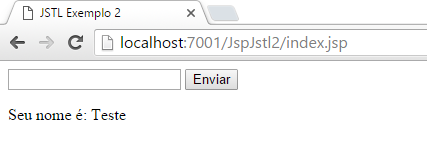 JSTL Exemplo 2
localhost:7001/JspJstl2/index.jsp
Enviar
Seu nome é: Teste